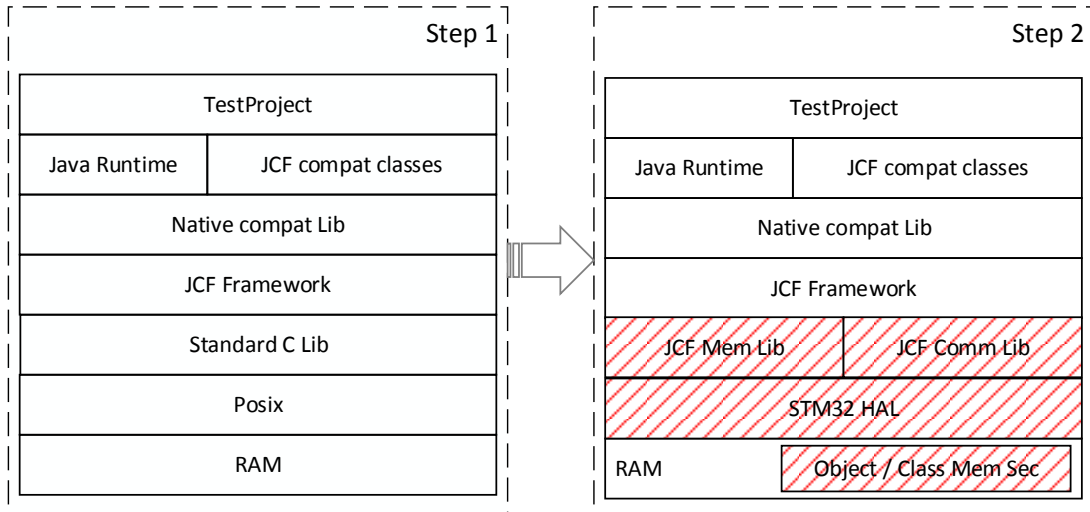 Step 1
TestProject
Java Runtime
JCF compat classes
Native compat Lib
JCF Framework
Standard C Lib
Posix
RAM
Step 2
TestProject
Java Runtime
JCF compat classes
Native compat Lib
JCF Framework
JCF Mem Lib
JCF Comm Lib
STM32 HAL
RAM
Object / Class Mem Sec